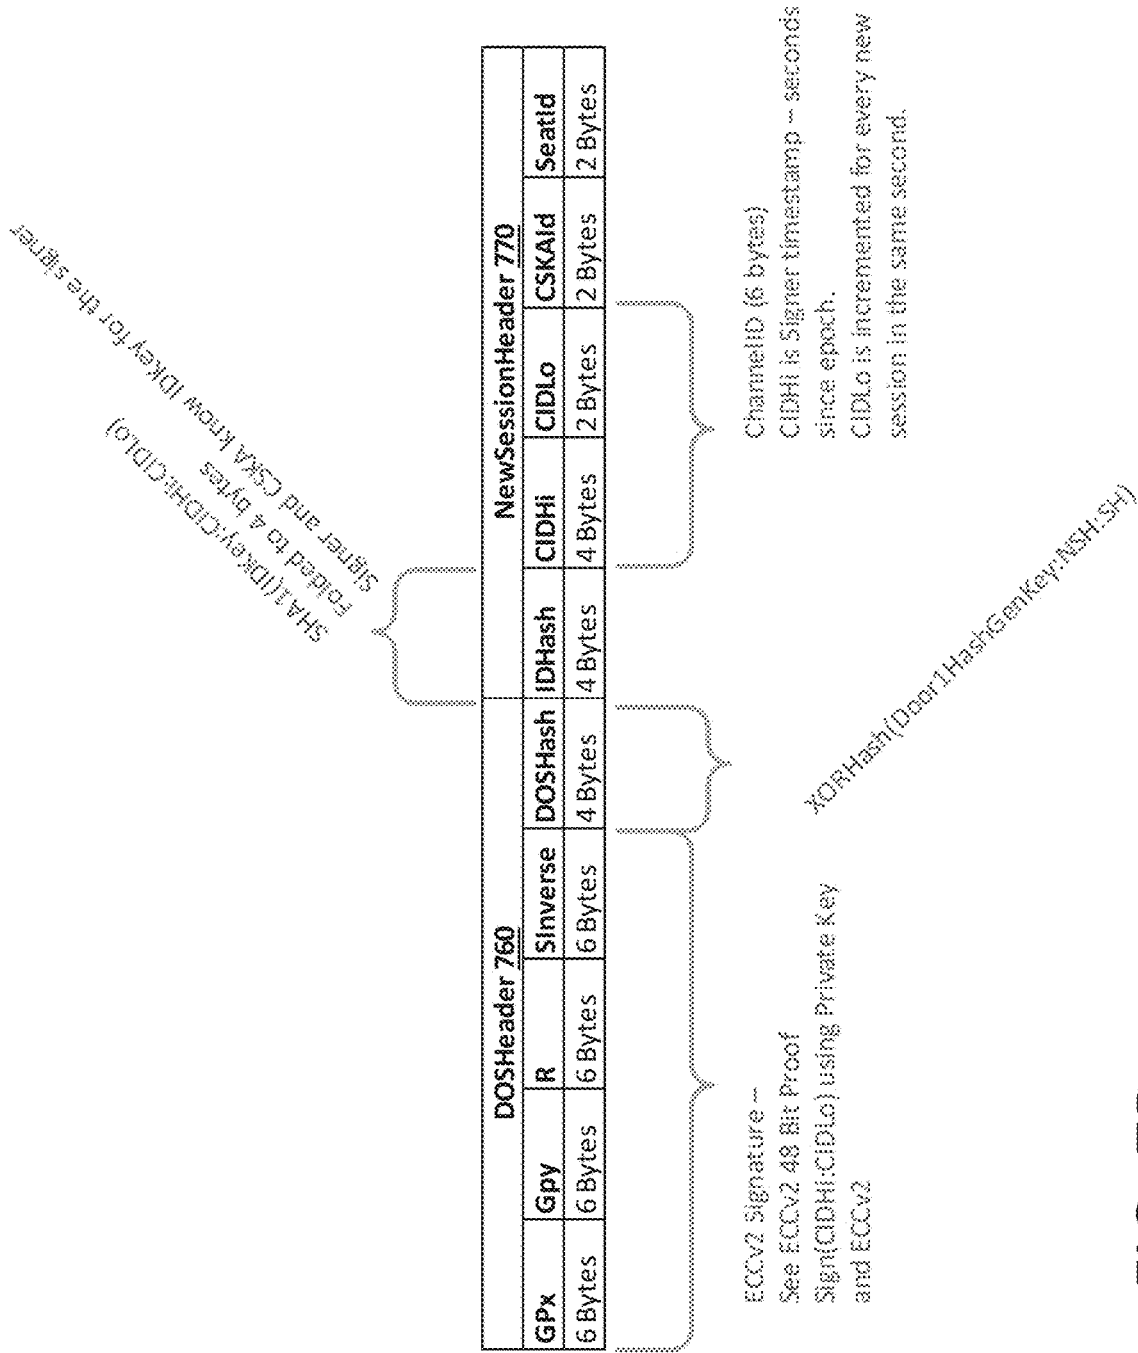 SHA1(IDKey:CIDHi:CIDLo)
Folded to 4 bytes
Signer and CSKA know IDKey for the signer
DOSHeader 760 NewSessionHeader 770
GPx Gpy R SInverse DOSHash IDHash CIDHi CIDLo CSKAId SeatId
6 Bytes 6 Bytes 6 Bytes 6 Bytes 4 Bytes 4 Bytes 4 Bytes 2 Bytes 2 Bytes 2 Bytes
ECCv2 Signature –
See ECCv2 48 Bit Proof
Sign(CIDHi:CIDLo) using Private Key
and ECCv2
XORHash(Door1HashGenKey:NSH:SH)
ChannelID (6 bytes)
CIDHi is Signer timestamp – seconds
since epoch.
CIDLo is incremented for every new
session in the same second.